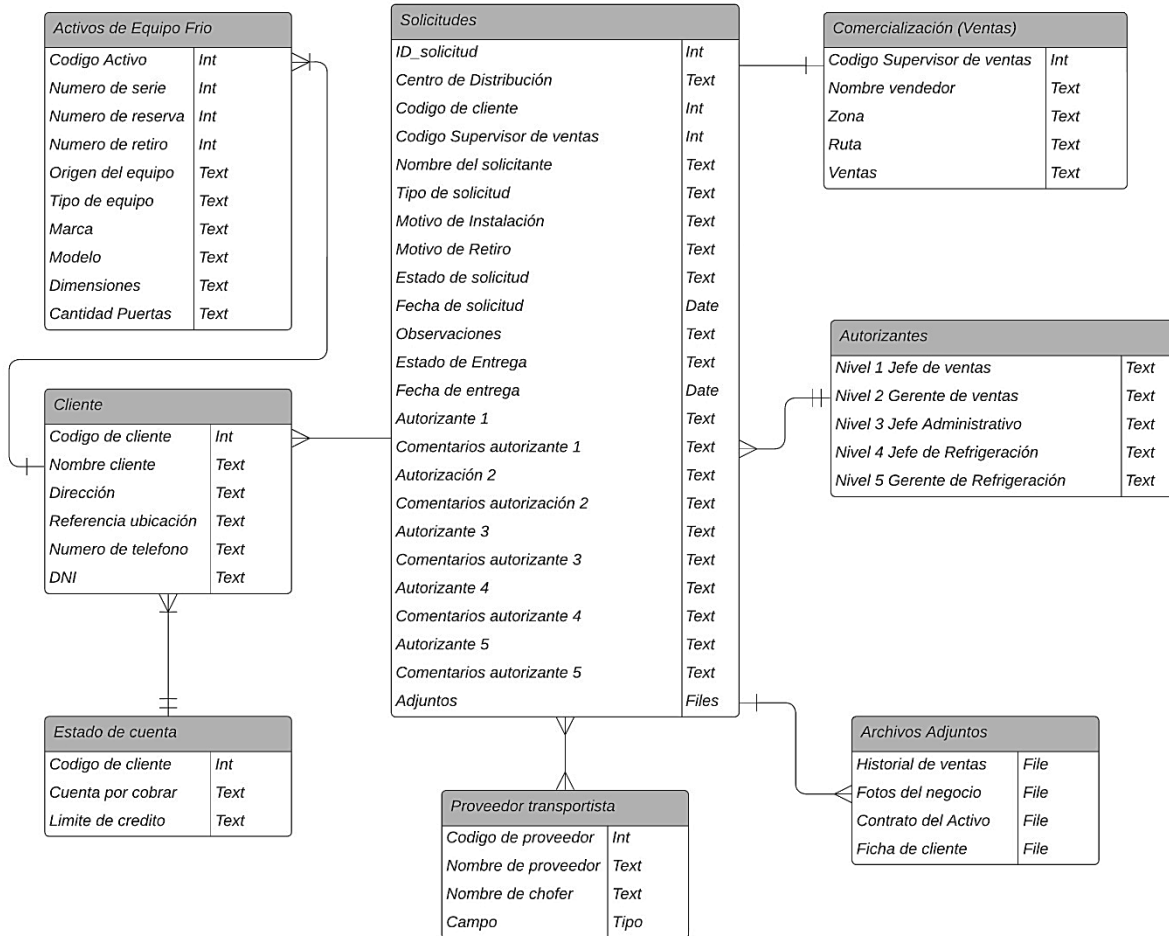 Activos de Equipo Frio
Codigo Activo Int
Numero de serie Int
Numero de reserva Int
Numero de retiro Int
Origen del equipo Text
Tipo de equipo Text
Marca Text
Modelo Text
Dimensiones Text
Cantidad Puertas Text
Cliente
Codigo de cliente Int
Nombre cliente Text
Dirección Text
Referencia ubicación Text
Numero de telefono Text
DNI Text
Estado de cuenta
Codigo de cliente Int
Cuenta por cobrar Text
Limite de credito Text
Solicitudes
ID_solicitud Int
Centro de Distribución Text
Codigo de cliente Int
Codigo Supervisor de ventas Int
Nombre del solicitante Text
Tipo de solicitud Text
Motivo de Instalación Text
Motivo de Retiro Text
Estado de solicitud Text
Fecha de solicitud Date
Observaciones Text
Estado de Entrega Text
Fecha de entrega Date
Autorizante 1 Text
Comentarios autorizante 1 Text
Autorización 2 Text
Comentarios autorización 2 Text
Autorizante 3 Text
Comentarios autorizante 3 Text
Autorizante 4 Text
Comentarios autorizante 4 Text
Autorizante 5 Text
Comentarios autorizante 5 Text
Adjuntos Files
Proveedor transportista
Codigo de proveedor Int
Nombre de proveedor Text
Nombre de chofer Text
Campo Tipo
Comercialización (Ventas)
Codigo Supervisor de ventas Int
Nombre vendedor Text
Zona Text
Ruta Text
Ventas Text
Autorizantes
Nivel 1 Jefe de ventas Text
Nivel 2 Gerente de ventas Text
Nivel 3 Jefe Administrativo Text
Nivel 4 Jefe de Refrigeración Text
Nivel 5 Gerente de Refrigeración Text
Archivos Adjuntos
Historial de ventas File
Fotos del negocio File
Contrato del Activo File
Ficha de cliente File